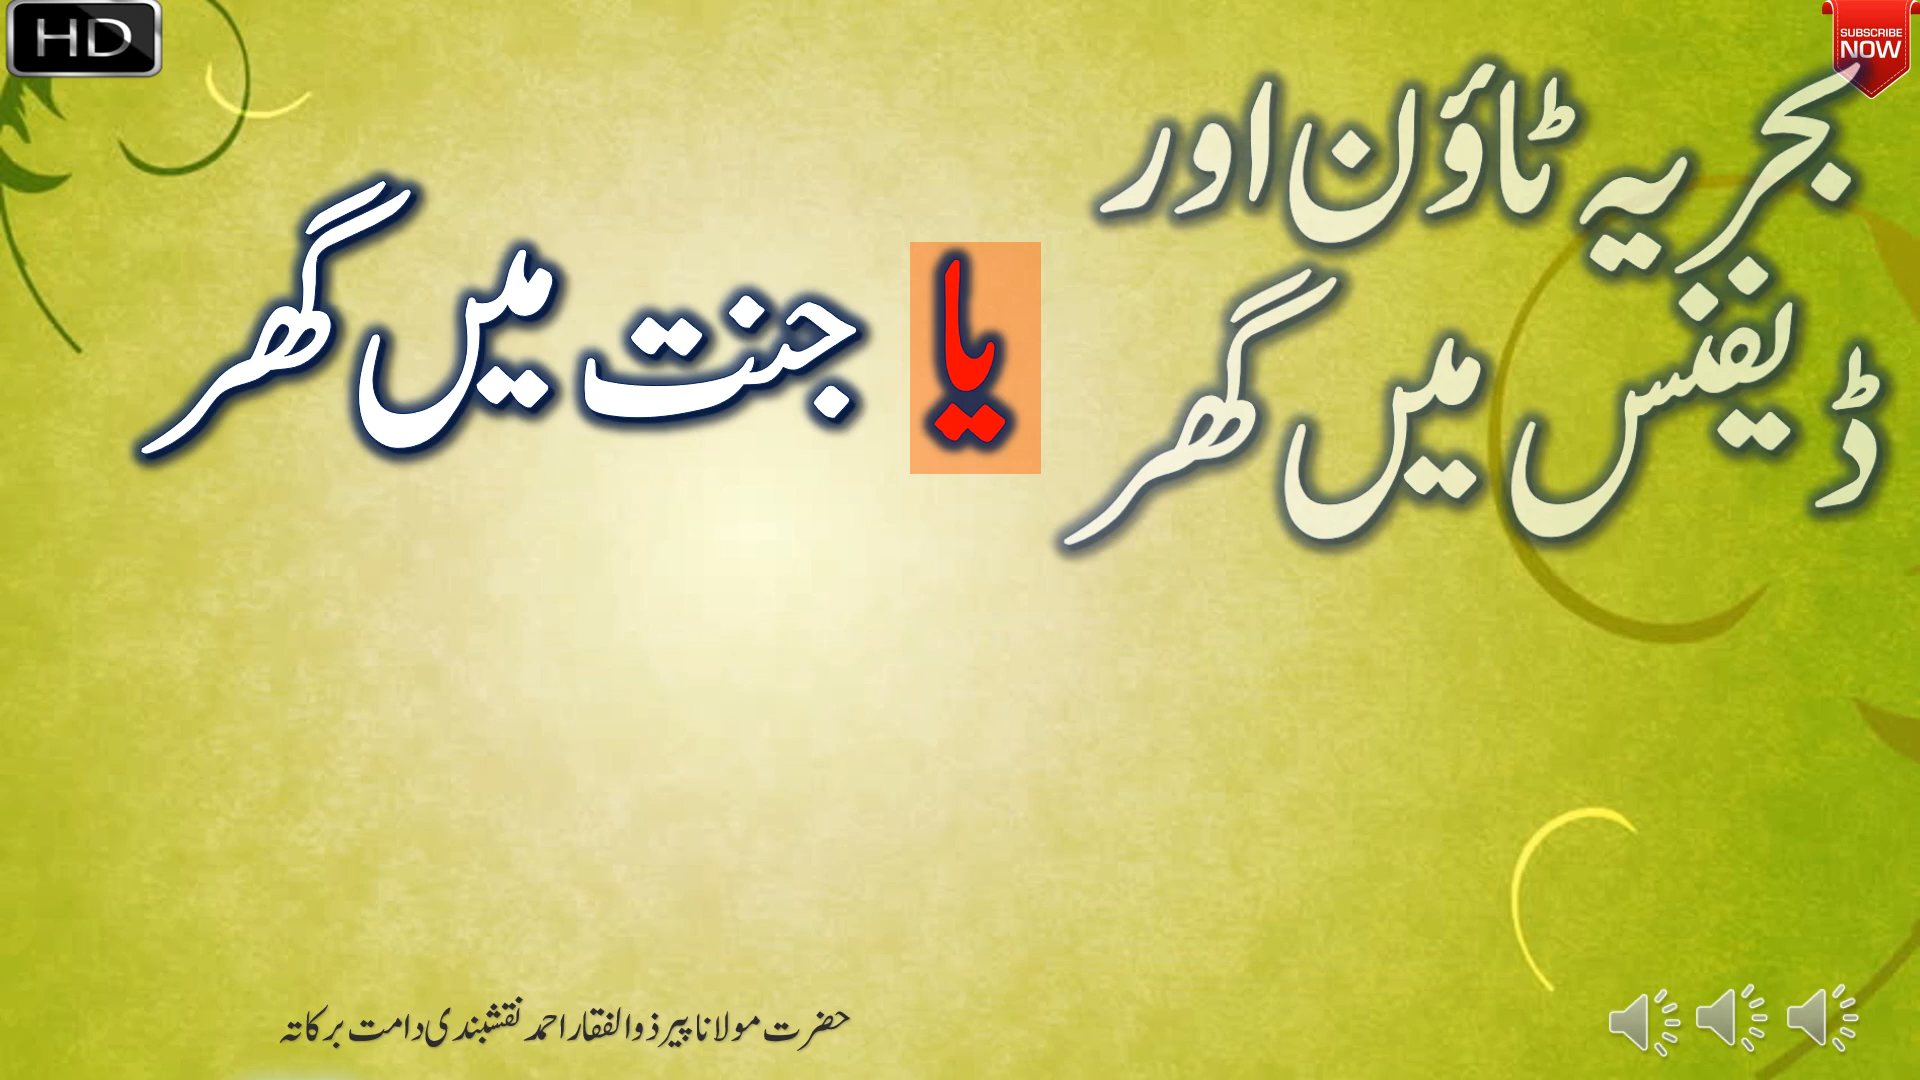 HD
SUBSCRIBE
NOW
بحریہ ٹاؤن اور
ڈیفنس میں گھر
یا
جنت میں گھر
حضرت مولانا پیر ذوالفقار احمد نقشبندی دامت برکاتہ